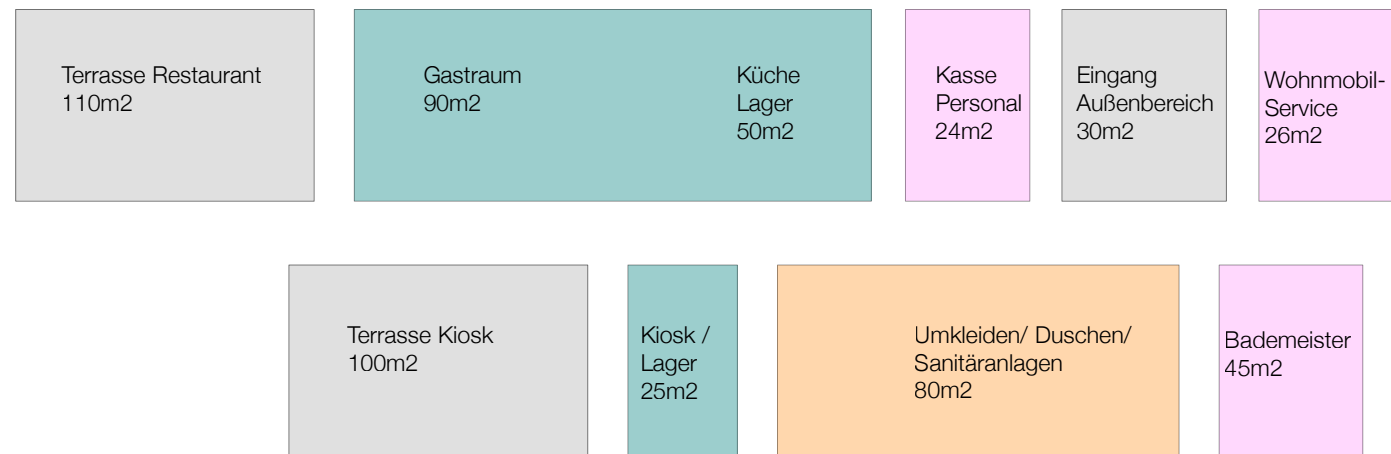 Terrasse Restaurant
110m2
Gastraum
90m2
Küche
Lager
50m2
Kasse
Personal
24m2
Eingang
Außenbereich
30m2
Wohnmobil-
Service
26m2
Terrasse Kiosk
100m2
Kiosk /
Lager
25m2
Umkleiden/ Duschen/
Sanitäranlagen
80m2
Bademeister
45m2